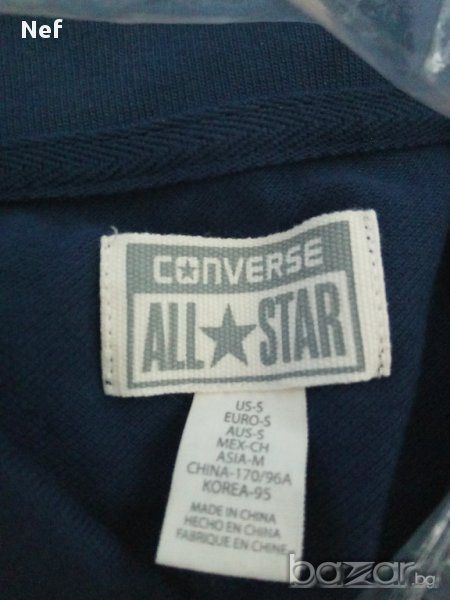 Nef
CONVERSE
ALL STAR
US-S
EURO-S
AUS-S
MEX-CH
ASIA-M
CHINA-170/96A
KOREA-95
MADE IN CHINA
HECHO EN CHINA
FABRIQUE EN CHINE
bazar.bg